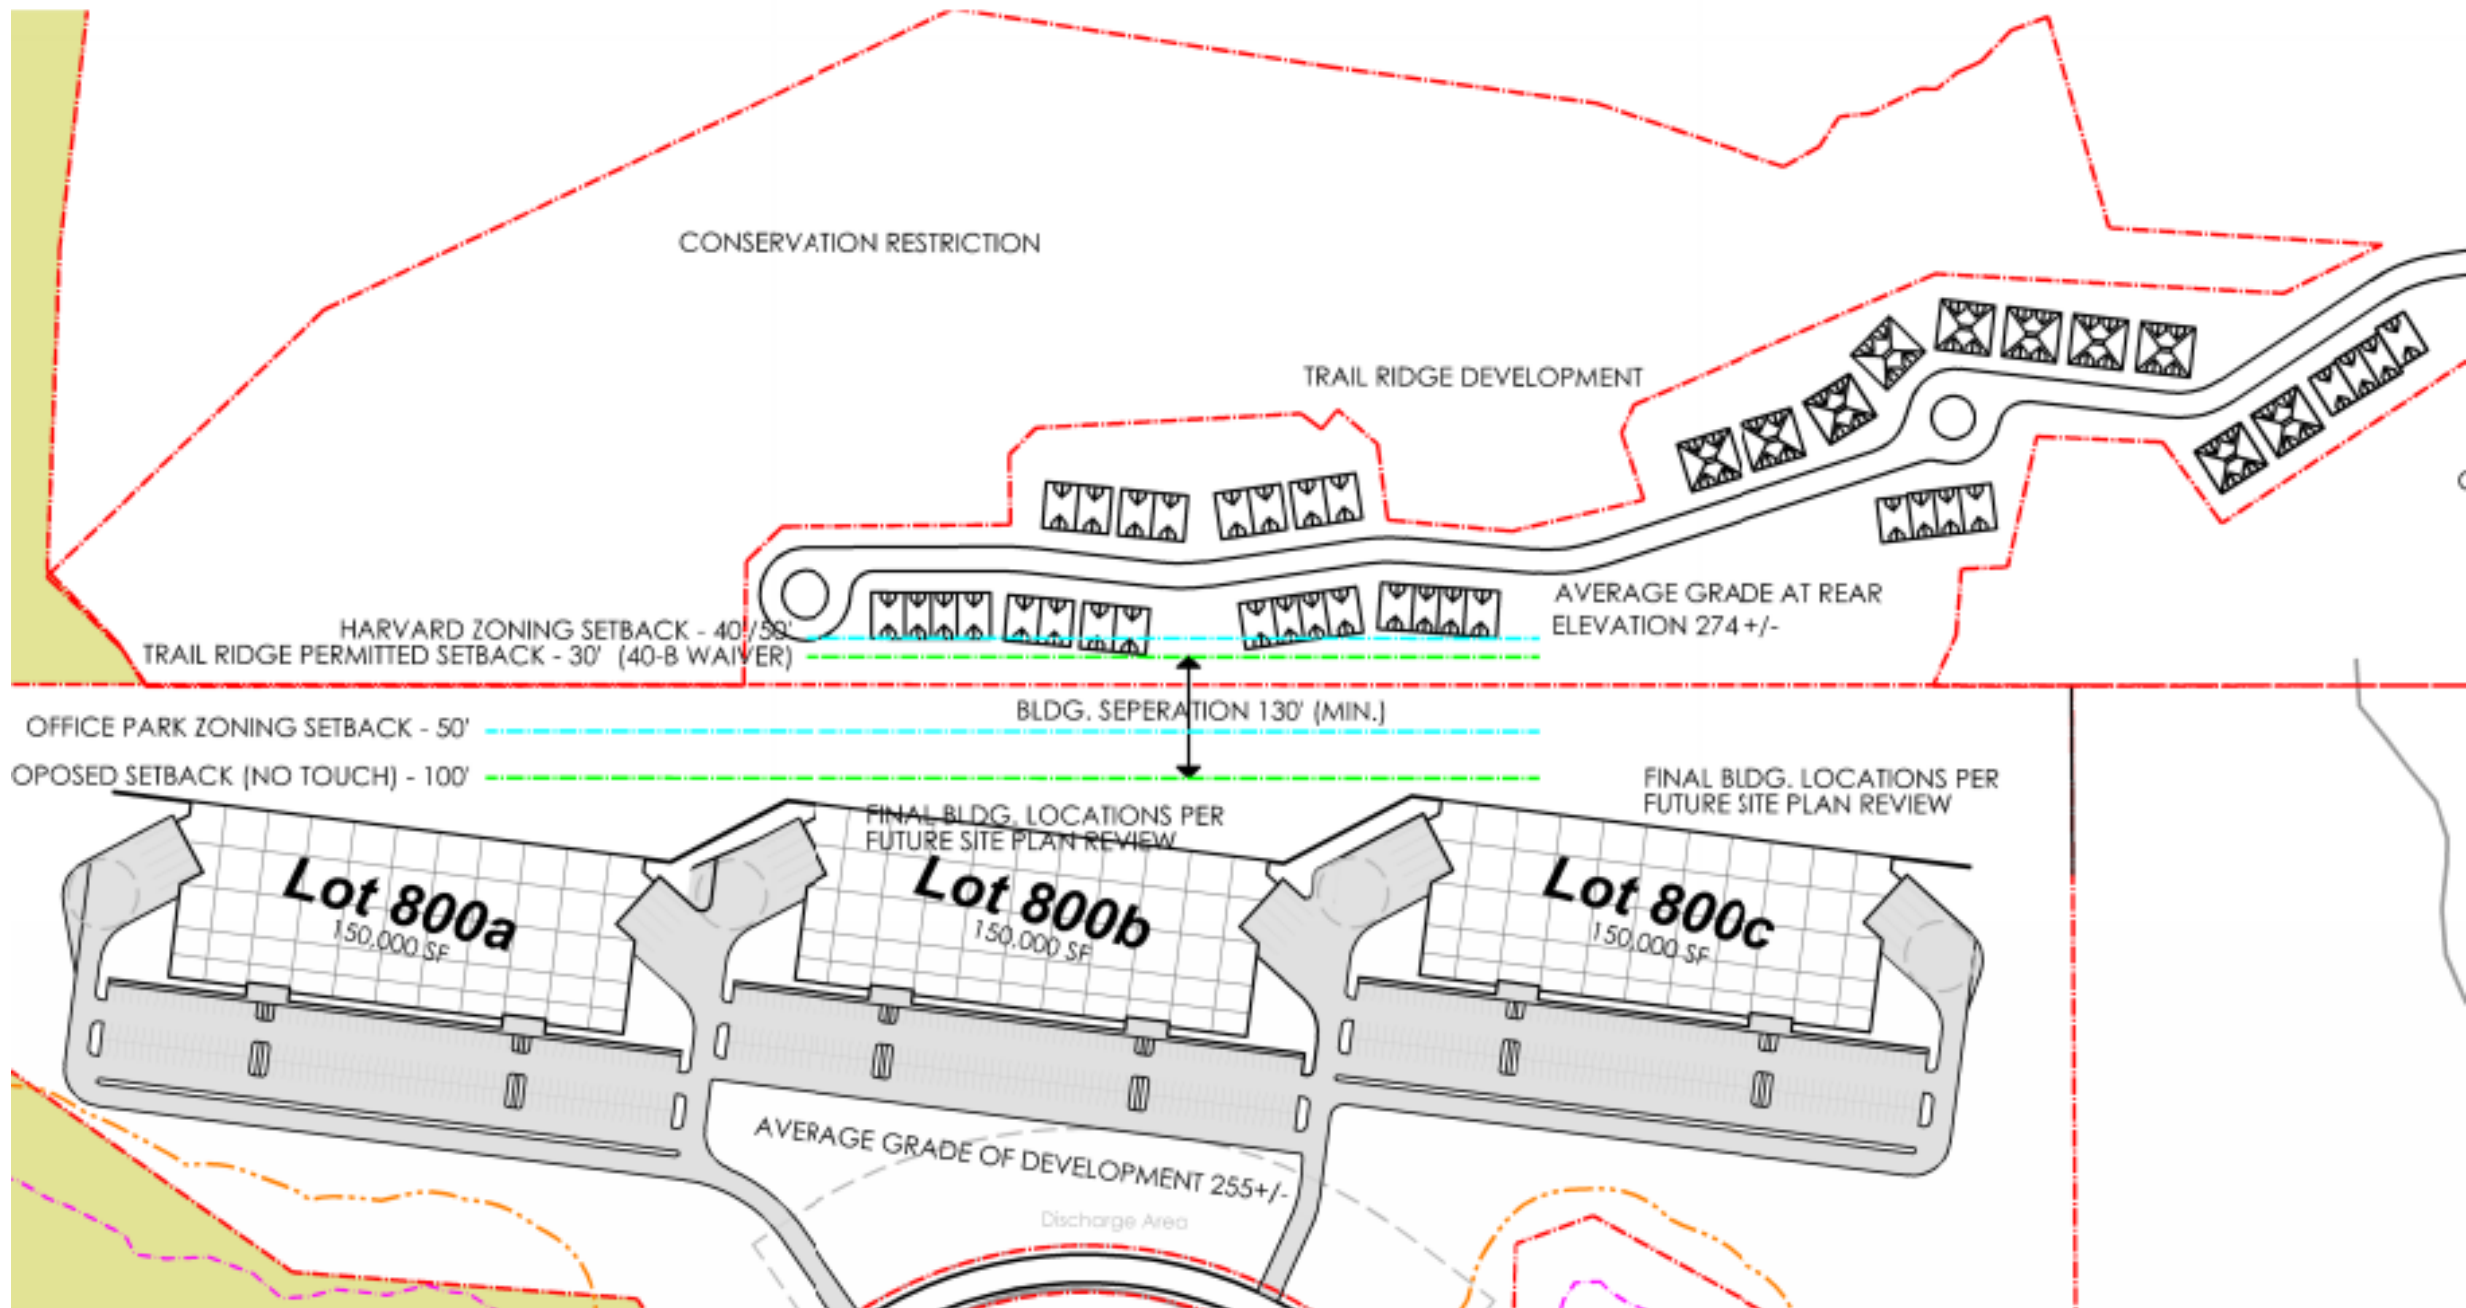 CONSERVATION RESTRICTION
TRAIL RIDGE DEVELOPMENT
AVERAGE GRADE AT REAR
ELEVATION 274+/-
HARVARD ZONING SETBACK - 40'/50'
TRAIL RIDGE PERMITTED SETBACK - 30' (40-B WAIVER)
BLDG. SEPERATION 130' (MIN.)
OFFICE PARK ZONING SETBACK - 50'
OPOSED SETBACK (NO TOUCH) - 100'
FINAL BLDG. LOCATIONS PER
FUTURE SITE PLAN REVIEW
FINAL BLDG. LOCATIONS PER
FUTURE SITE PLAN REVIEW
Lot 800a
150,000 SF
Lot 800b
150,000 SF
Lot 800c
150,000 SF
AVERAGE GRADE OF DEVELOPMENT 255+/-
Discharge Area